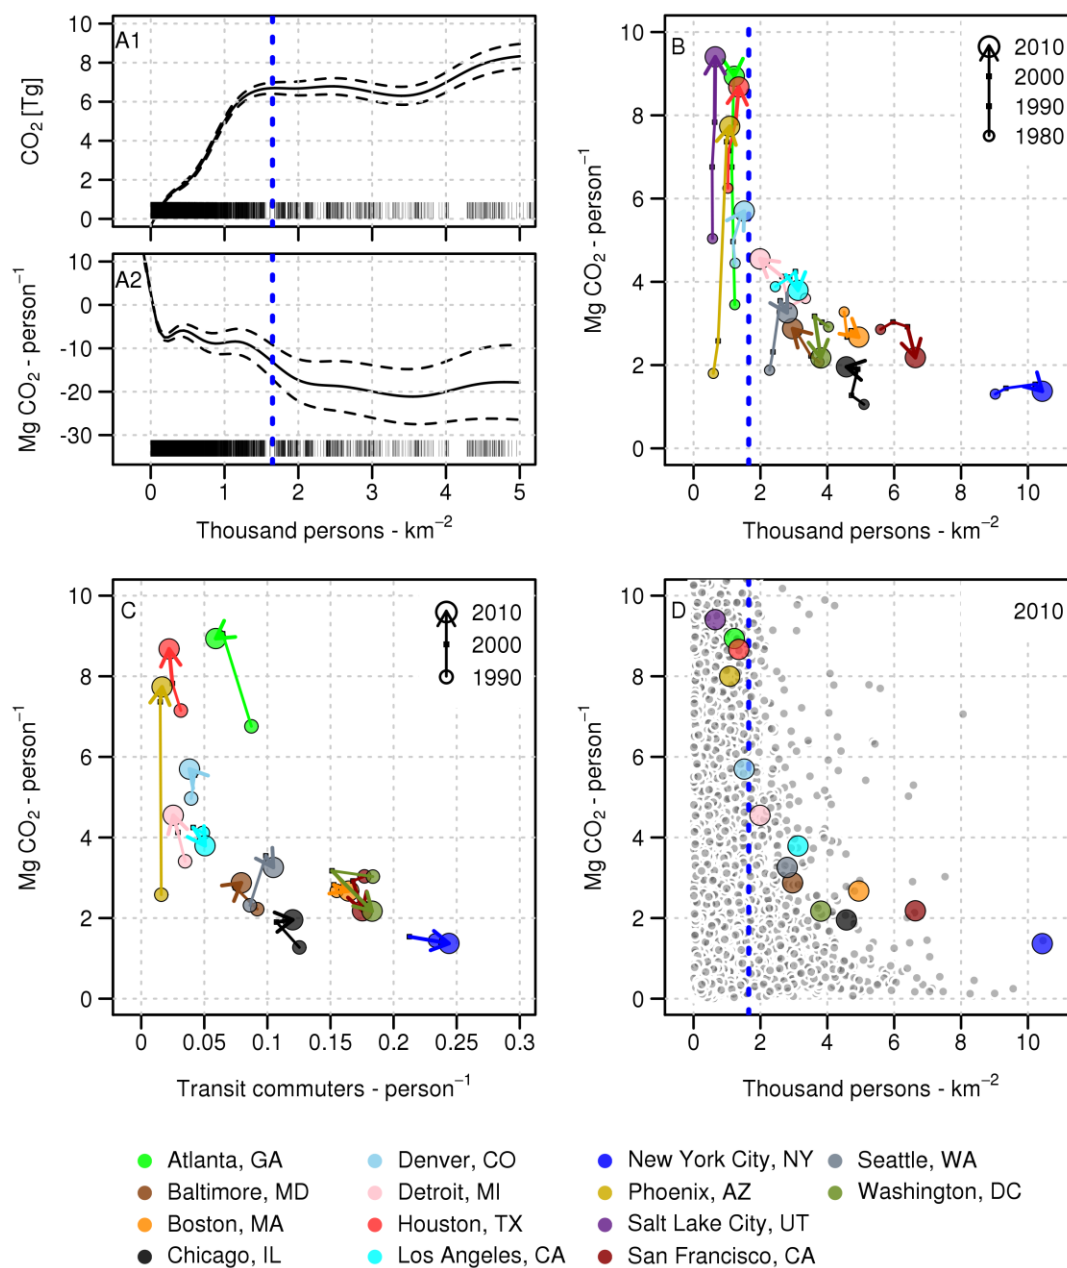 A1
CO2 [Tg]
10
8
6
4
2
0
A2
Mg CO2 - person−1
10
0
-10
-20
-30
0 1 2 3 4 5
Thousand persons - km−2
B
2010
2000
1990
1980
Mg CO2 - person−1
10
8
6
4
2
0
0 2 4 6 8 10
Thousand persons - km−2
C
2010
2000
1990
Mg CO2 - person−1
10
8
6
4
2
0
0 0.05 0.1 0.15 0.2 0.25 0.3
Transit commuters - person−1
D
2010
Mg CO2 - person−1
10
8
6
4
2
0
0 2 4 6 8 10
Thousand persons - km−2
Atlanta, GA Denver, CO New York City, NY Seattle, WA
Baltimore, MD Detroit, MI Phoenix, AZ Washington, DC
Boston, MA Houston, TX Salt Lake City, UT
Chicago, IL Los Angeles, CA San Francisco, CA